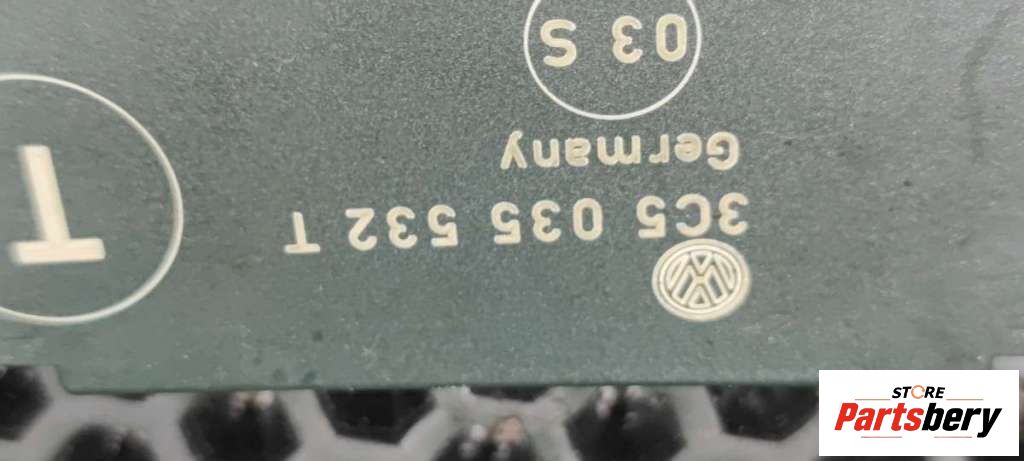 3C5 035 532 T
Germany
03 S
T
STORE
Partsbery